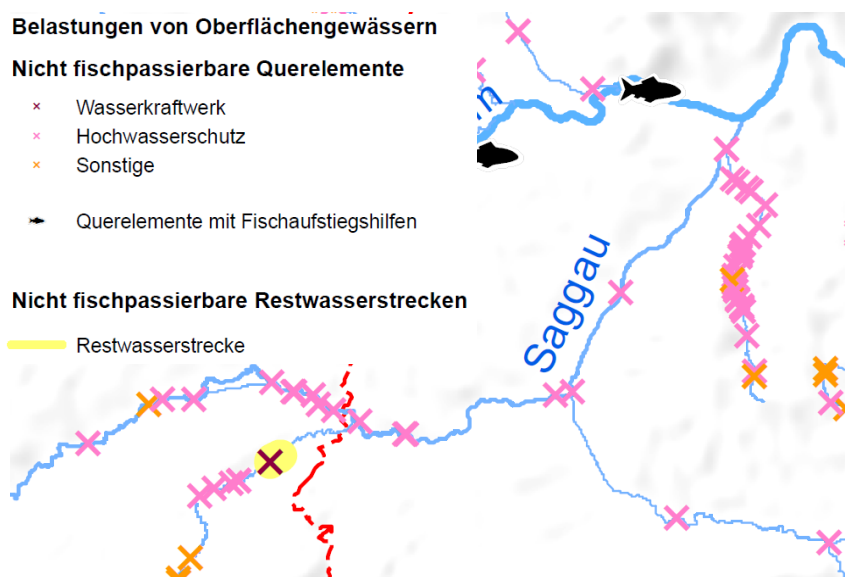 Belastungen von Oberflächengewässern
Nicht fischpassierbare Querelemente
Wasserkraftwerk
Hochwasserschutz
Sonstige
Querelemente mit Fischaufstiegshilfen
Nicht fischpassierbare Restwasserstrecken
Restwasserstrecke
Saggau